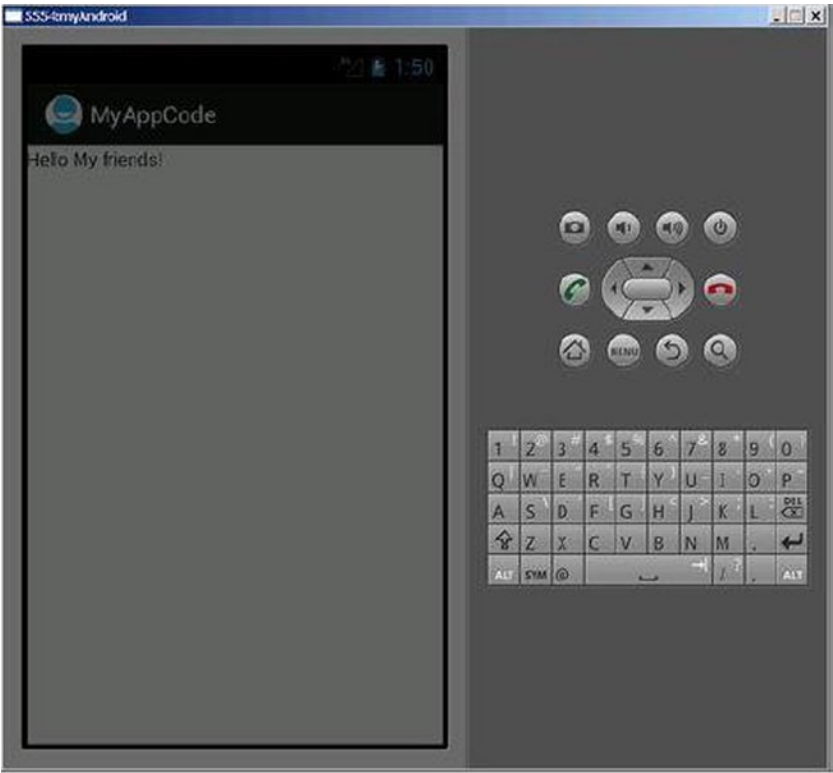 5554:myAndroid
1:50
MyAppCode
Hello My friends!
MENU
1 ! 2 @ 3 # 4 $ 5 % 6 ^ 7 & 8 * 9 ( 0 )
Q W E R T Y U I O P
A S D F G H J K L DEL
Z X C V B N M .
ALT SYM @ / ? , ALT